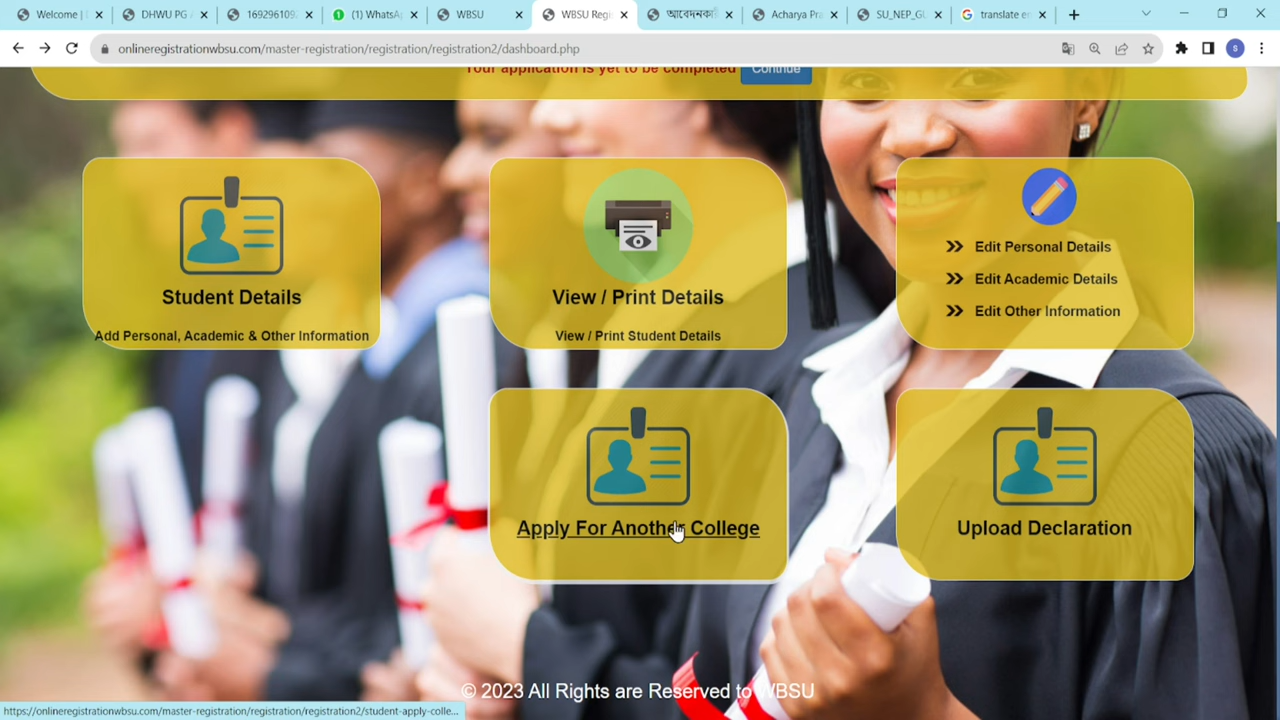 Welcome |
DHWU PG
1692961092
(1) WhatsA
WBSU
WBSU Regi
আবেদনকারী
Acharya Pra
SU_NEP_GU
translate en
onlineregistrationwbsu.com/master-registration/registration/registration2/dashboard.php
S
Your application is yet to be completed Continue
Student Details
Add Personal, Academic & Other Information
View / Print Details
View / Print Student Details
Edit Personal Details
Edit Academic Details
Edit Other Information
Apply For Another College
Upload Declaration
© 2023 All Rights are Reserved to WBSU
https://onlineregistrationwbsu.com/master-registration/registration/registration2/student-apply-colle...